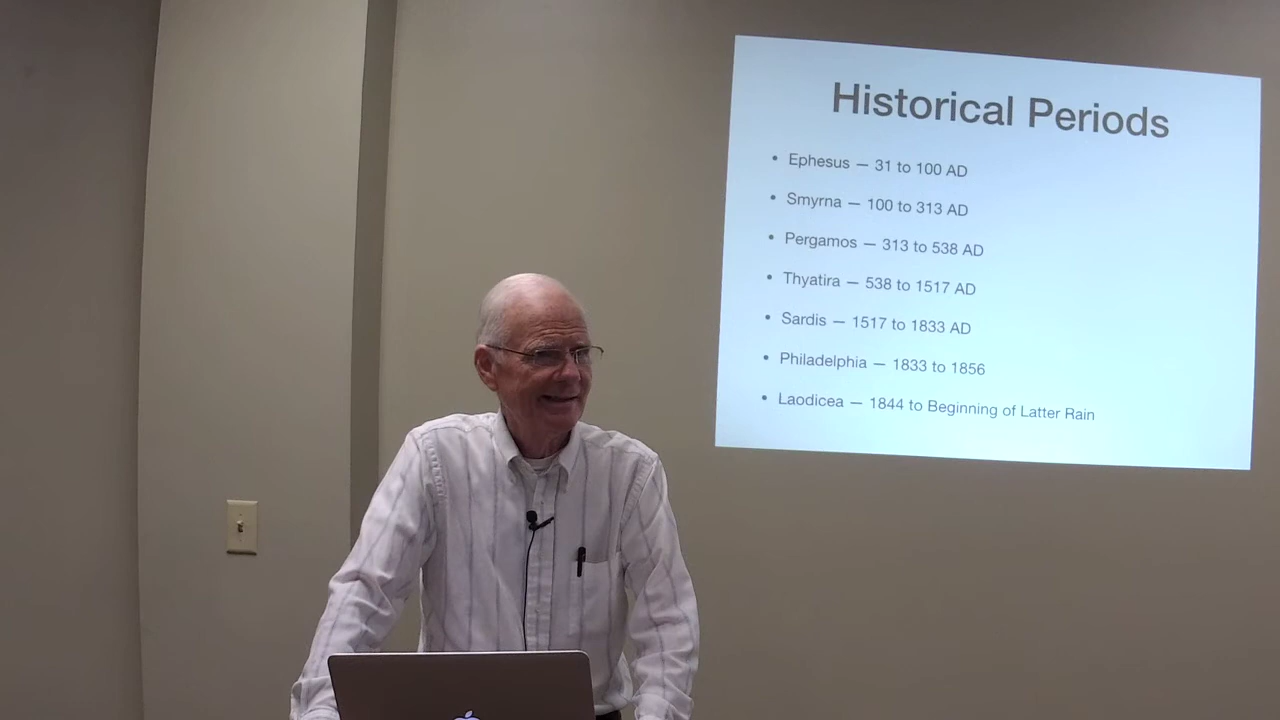 Historical Periods
• Ephesus — 31 to 100 AD
• Smyrna — 100 to 313 AD
• Pergamos — 313 to 538 AD
• Thyatira — 538 to 1517 AD
• Sardis — 1517 to 1833 AD
• Philadelphia — 1833 to 1856
• Laodicea — 1844 to Beginning of Latter Rain